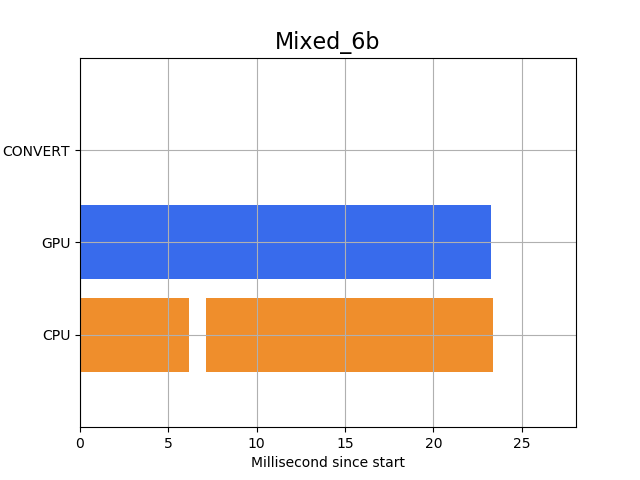 Mixed_6b
CONVERT
GPU
CPU
0 5 10 15 20 25
Millisecond since start